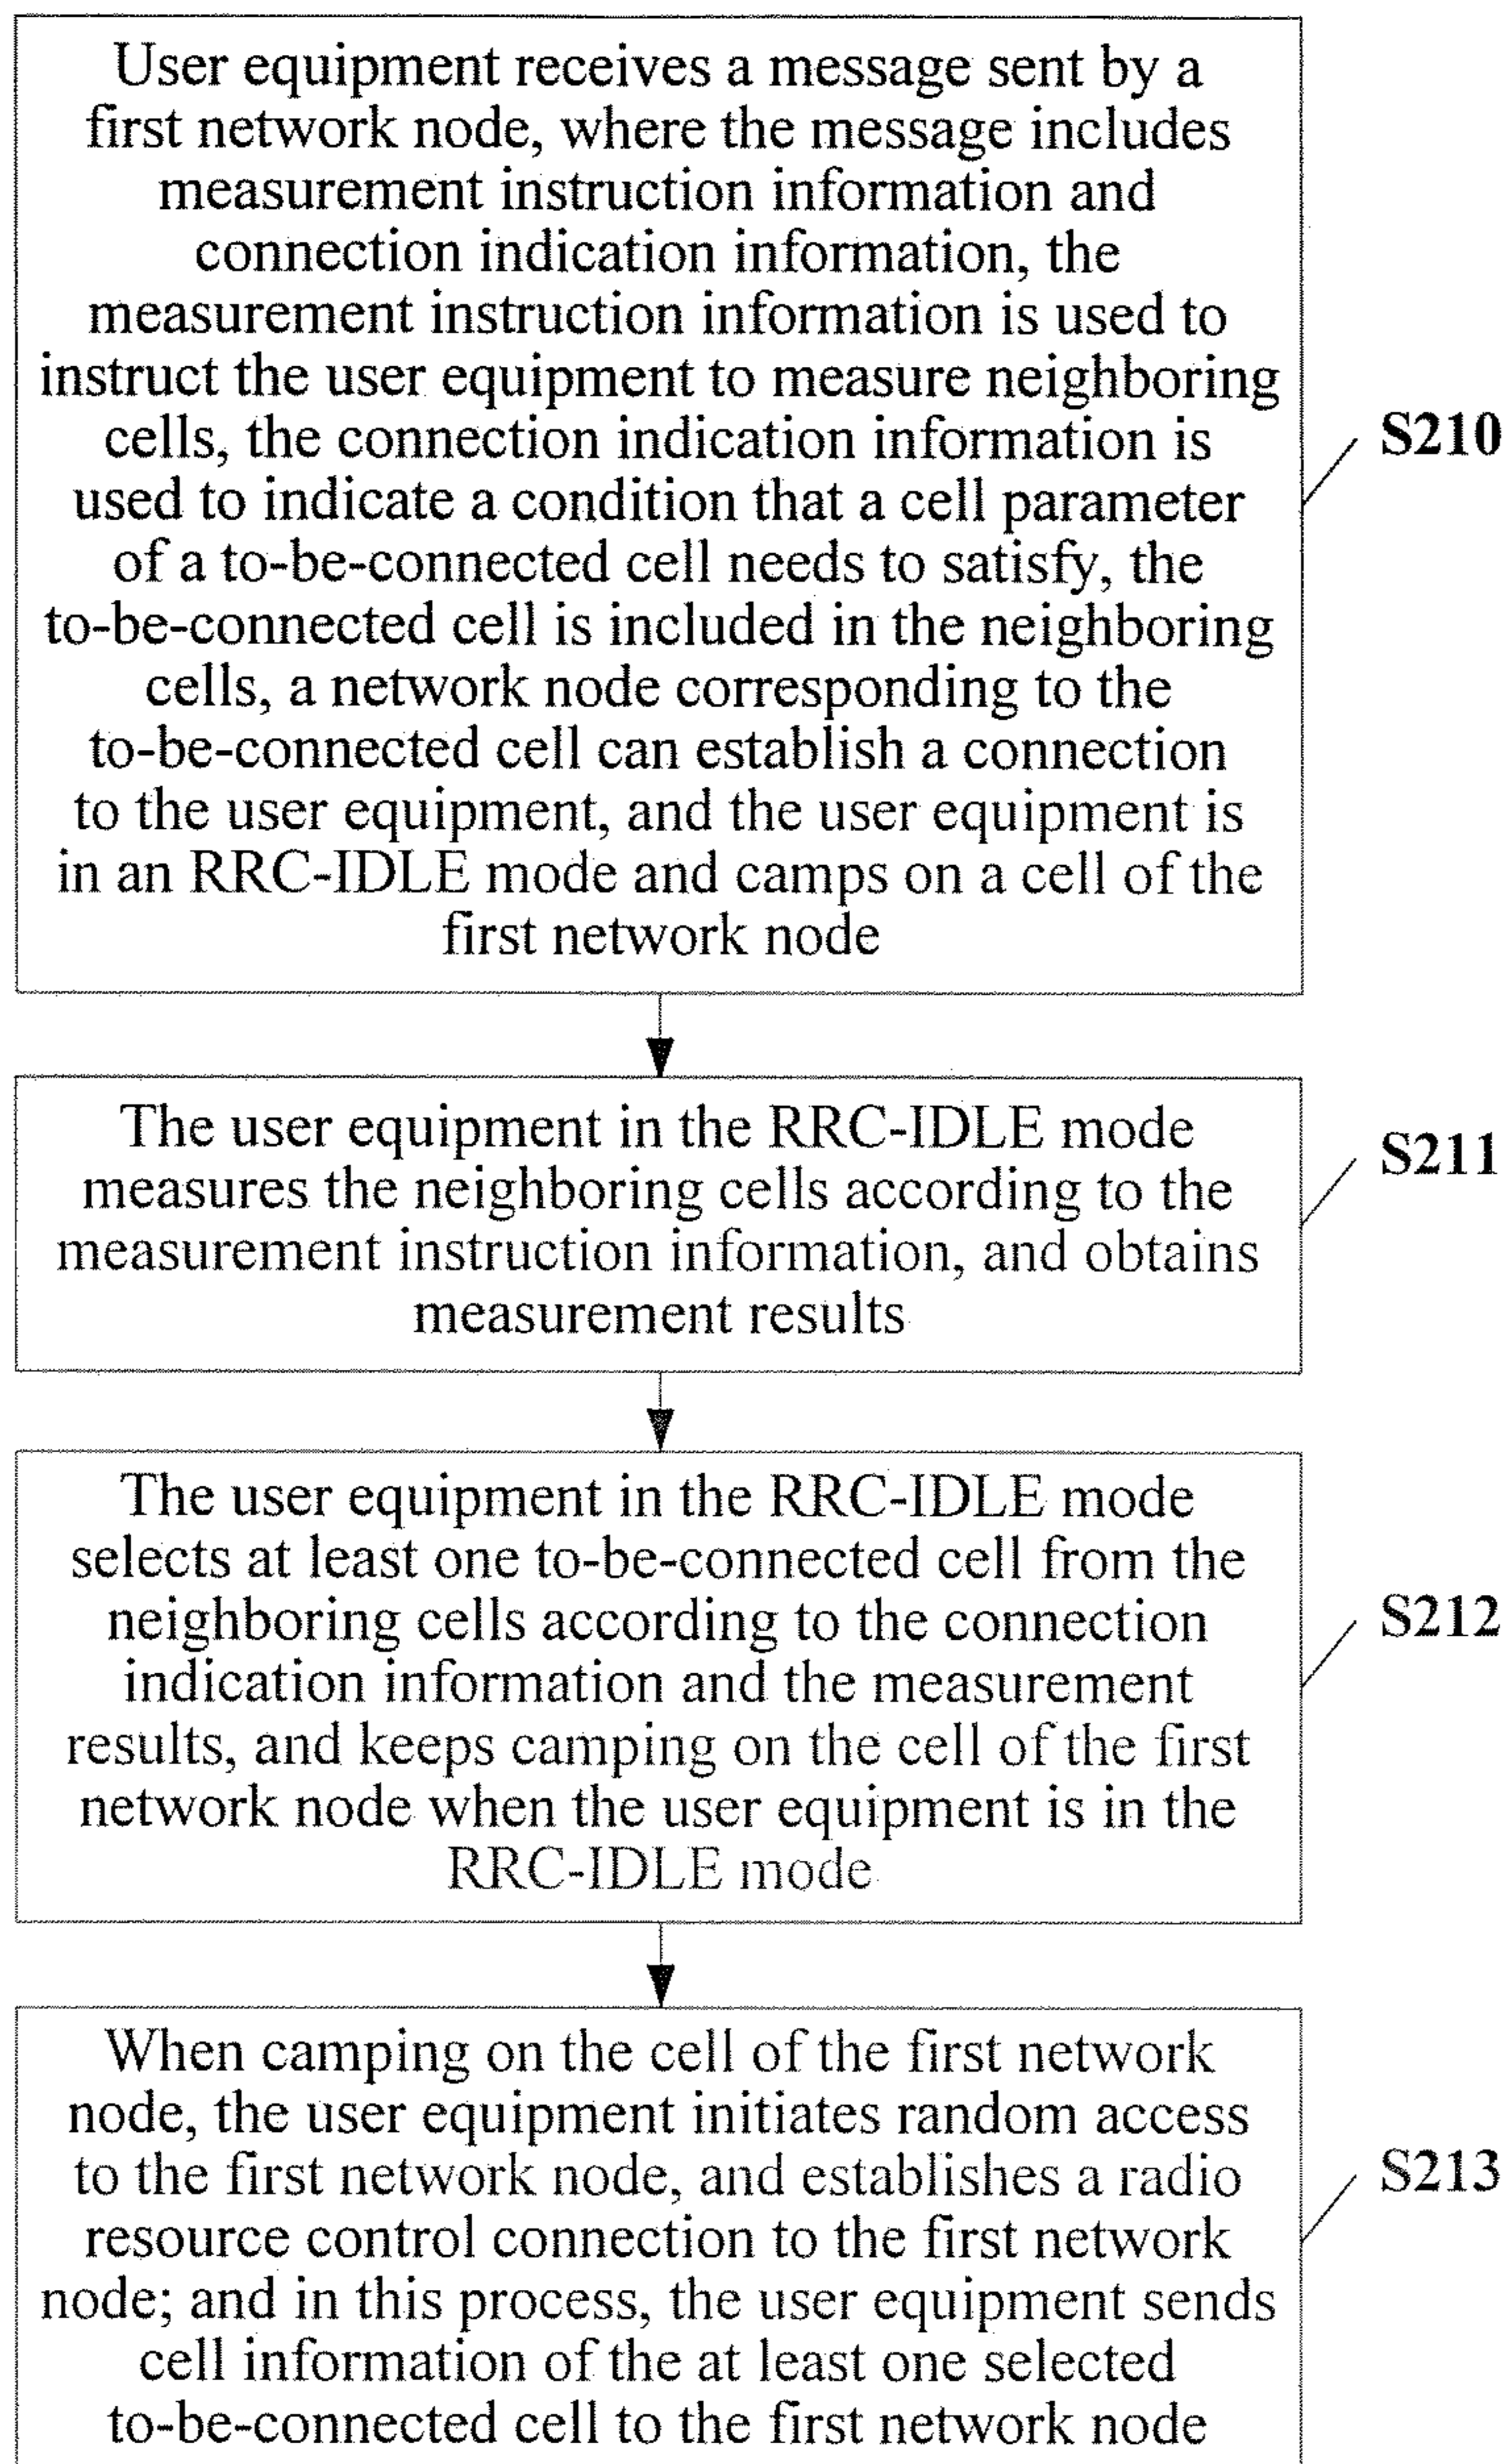 User equipment receives a message sent by a
first network node, where the message includes
measurement instruction information and
connection indication information, the
measurement instruction information is used to
instruct the user equipment to measure neighboring
cells, the connection indication information is
used to indicate a condition that a cell parameter
of a to-be-connected cell needs to satisfy, the
to-be-connected cell is included in the neighboring
cells, a network node corresponding to the
to-be-connected cell can establish a connection
to the user equipment, and the user equipment is
in an RRC-IDLE mode and camps on a cell of the
first network node
S210
The user equipment in the RRC-IDLE mode
measures the neighboring cells according to the
measurement instruction information, and obtains
measurement results
S211
The user equipment in the RRC-IDLE mode
selects at least one to-be-connected cell from the
neighboring cells according to the connection
indication information and the measurement
results, and keeps camping on the cell of the first
network node when the user equipment is in the
RRC-IDLE mode
S212
When camping on the cell of the first network
node, the user equipment initiates random access
to the first network node, and establishes a radio
resource control connection to the first network
node; and in this process, the user equipment sends
cell information of the at least one selected
to-be-connected cell to the first network node
S213